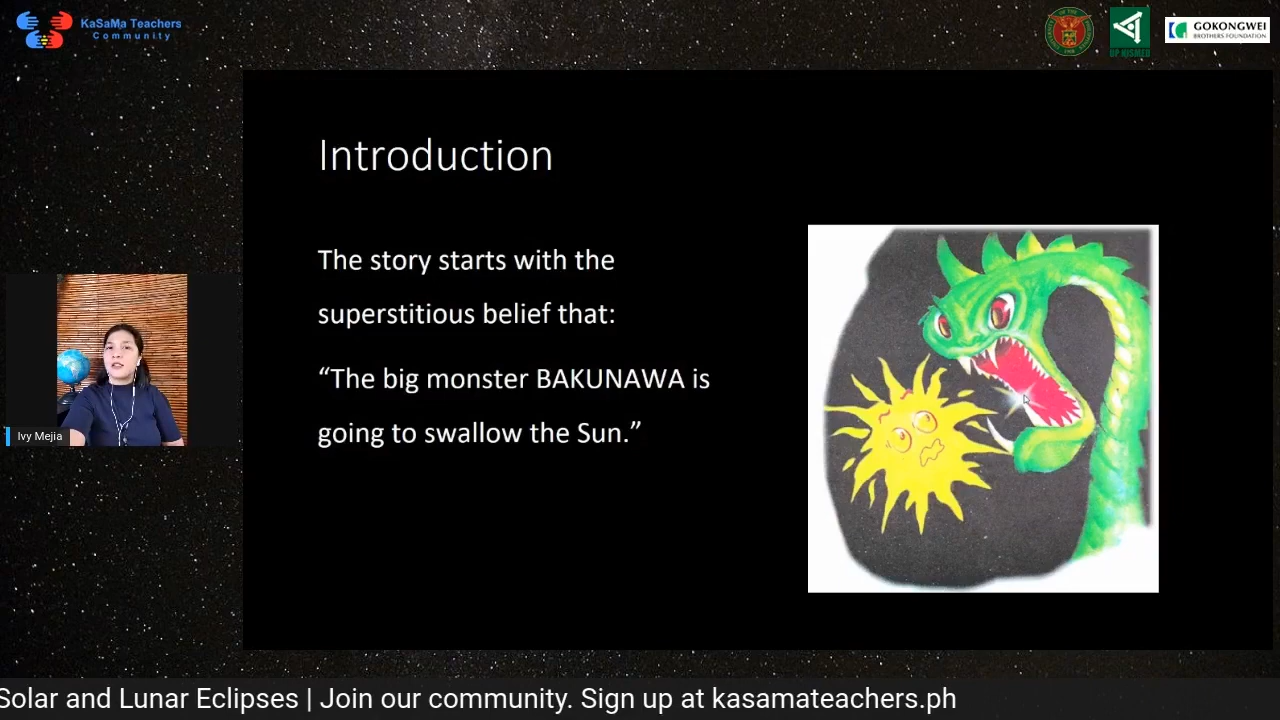 KaSaMa Teachers
Community
UP NISMED
GOKONGWEI
BROTHERS FOUNDATION
Introduction
The story starts with the
superstitious belief that:
“The big monster BAKUNAWA is
going to swallow the Sun.”
Ivy Mejia
Solar and Lunar Eclipses | Join our community. Sign up at kasamateachers.ph